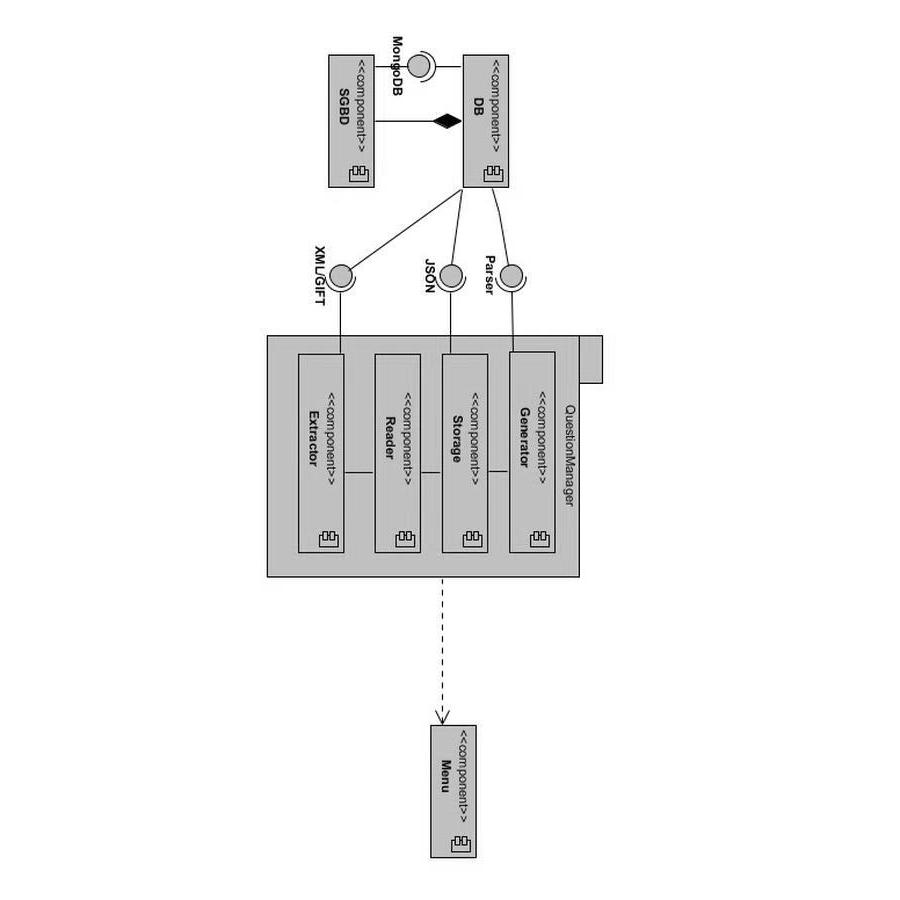 <<component>>
DB
MongoDB
<<component>>
SGBD
Parser
JSON
XML/GIFT
QuestionManager
<<component>>
Generator
<<component>>
Storage
<<component>>
Reader
<<component>>
Extractor
<<component>>
Menu